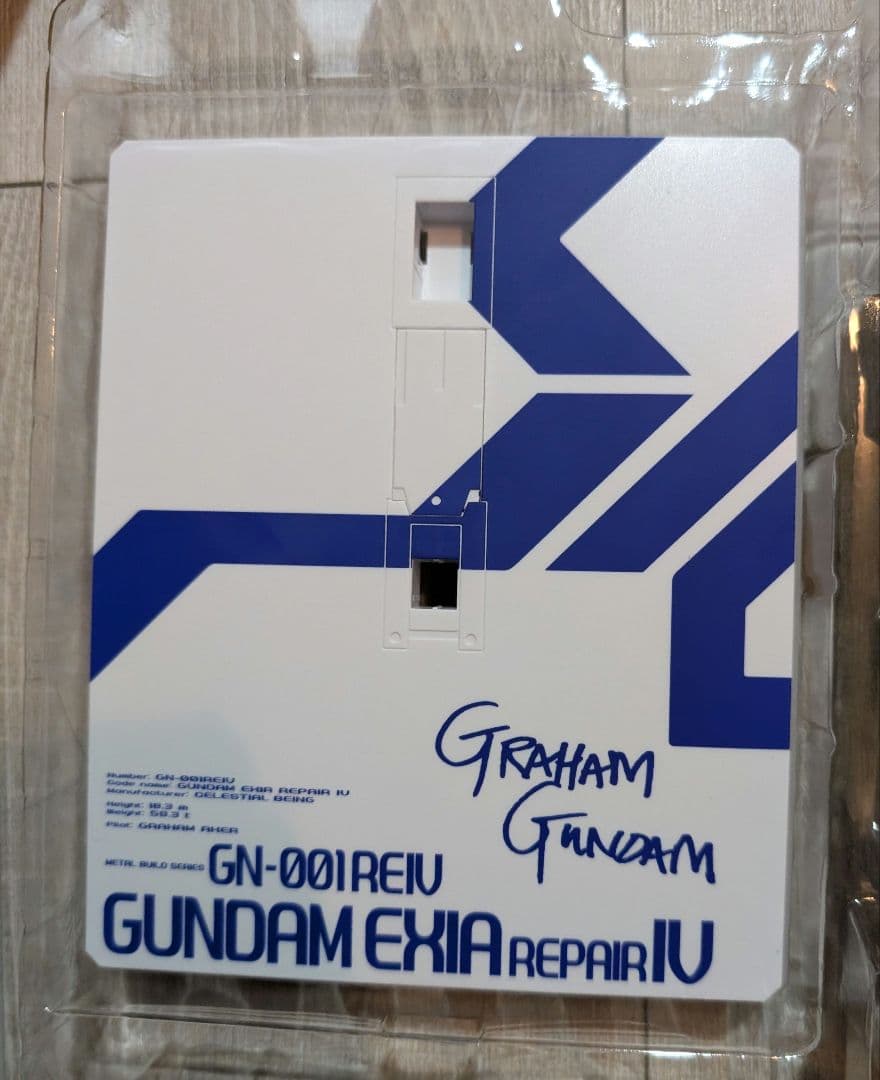 GRAHAM
GUNDAM
Number: GN-001REIV
Code name: GUNDAM EXIA REPAIR IV
Manufacturer: CELESTIAL BEING
Height: 18.3 m
Weight: 58.3 t
Pilot: GRAHAM AKER
METAL BUILD SERIES GN-001REIV
GUNDAM EXIA REPAIR IV